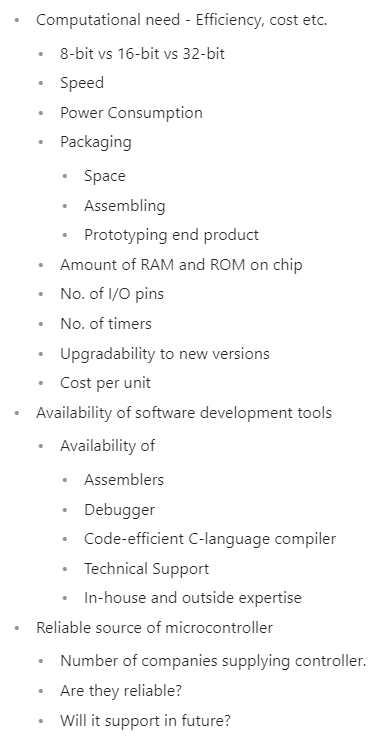 Computational need - Efficiency, cost etc.
8-bit vs 16-bit vs 32-bit
Speed
Power Consumption
Packaging
Space
Assembling
Prototyping end product
Amount of RAM and ROM on chip
No. of I/O pins
No. of timers
Upgradability to new versions
Cost per unit
Availability of software development tools
Availability of
Assemblers
Debugger
Code-efficient C-language compiler
Technical Support
In-house and outside expertise
Reliable source of microcontroller
Number of companies supplying controller.
Are they reliable?
Will it support in future?